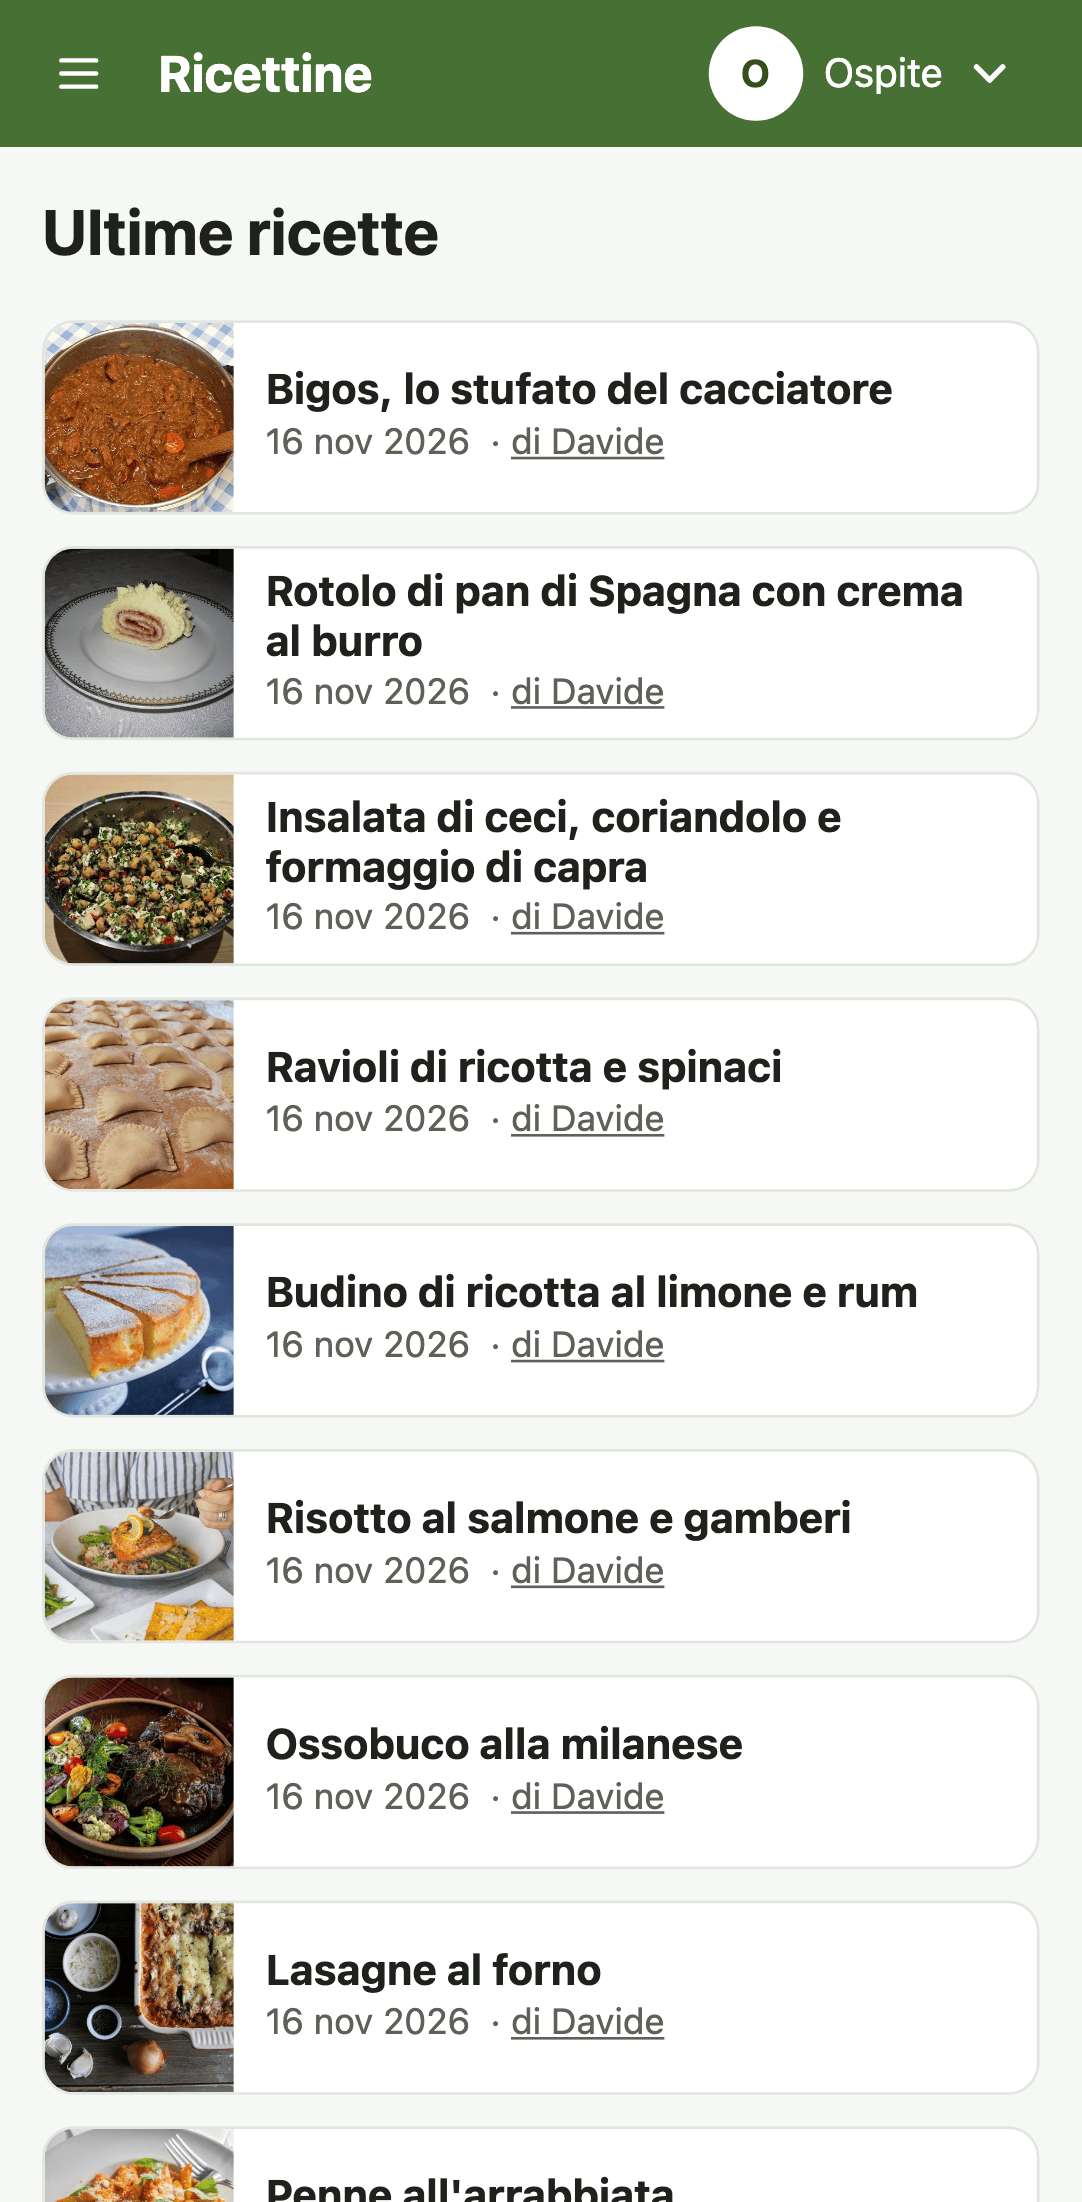 Ricettine
O
Ospite
Ultime ricette
Bigos, lo stufato del cacciatore
16 nov 2026 · di Davide
Rotolo di pan di Spagna con crema
al burro
16 nov 2026 · di Davide
Insalata di ceci, coriandolo e
formaggio di capra
16 nov 2026 · di Davide
Ravioli di ricotta e spinaci
16 nov 2026 · di Davide
Budino di ricotta al limone e rum
16 nov 2026 · di Davide
Risotto al salmone e gamberi
16 nov 2026 · di Davide
Ossobuco alla milanese
16 nov 2026 · di Davide
Lasagne al forno
16 nov 2026 · di Davide
Penne all'arrabbiata